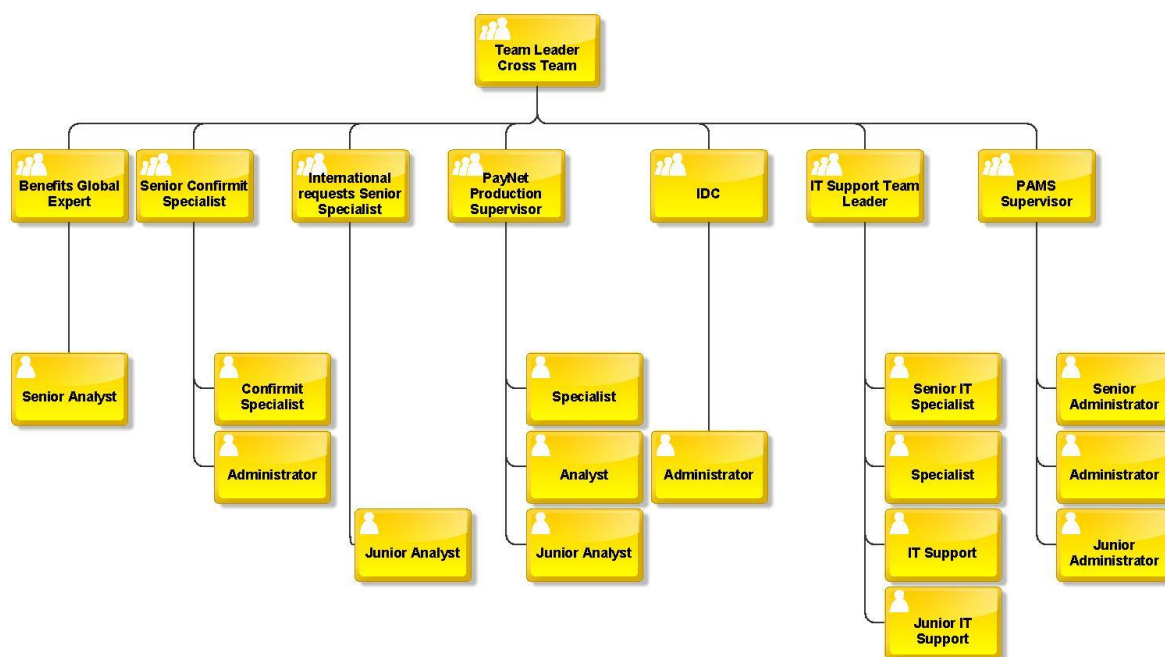 Team Leader
Cross Team
Benefits Global
Expert
Senior Confirmit
Specialist
International
requests Senior
Specialist
PayNet
Production
Supervisor
IDC
IT Support Team
Leader
PAMS
Supervisor
Senior Analyst
Confirmit
Specialist
Specialist
Senior IT
Specialist
Senior
Administrator
Administrator
Analyst
Administrator
Specialist
Administrator
Junior Analyst
Junior Analyst
IT Support
Junior
Administrator
Junior IT
Support